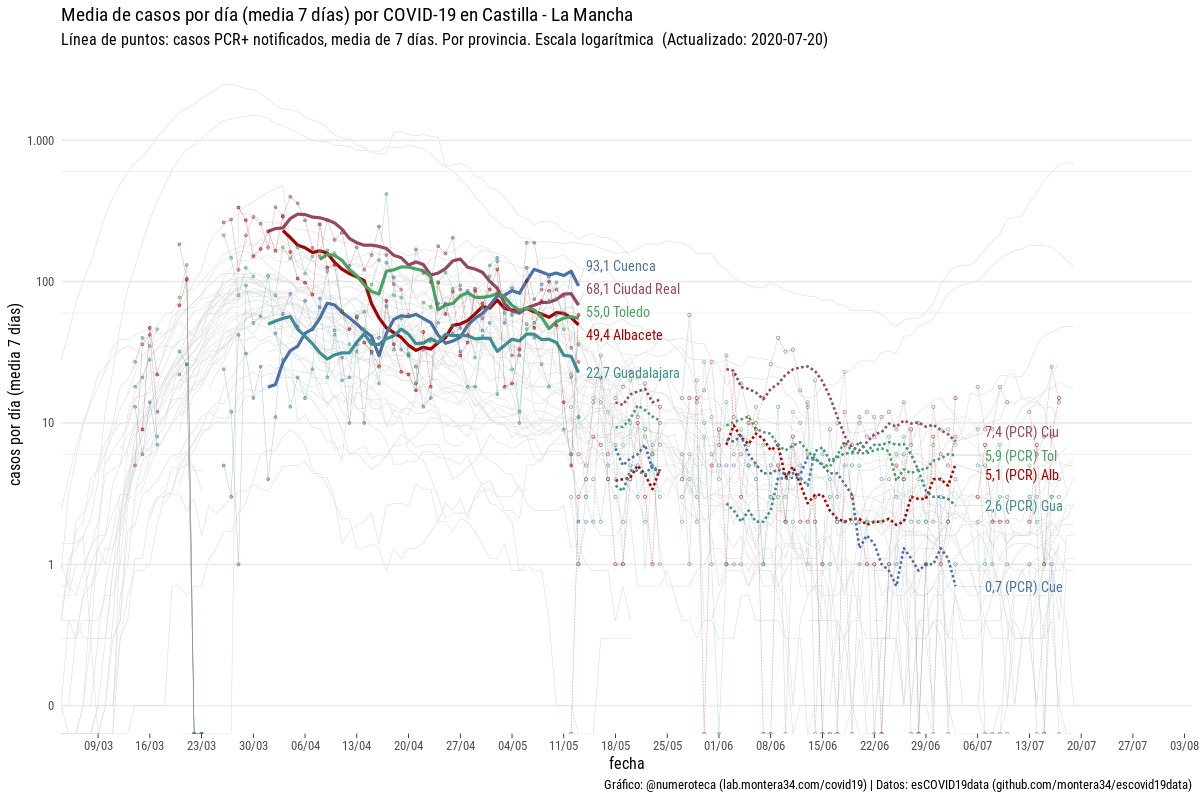 Media de casos por día (media 7 días) por COVID-19 en Castilla - La Mancha
Línea de puntos: casos PCR+ notificados, media de 7 días. Por provincia. Escala logarítmica (Actualizado: 2020-07-20)
casos por día (media 7 días)
1.000
100
10
1
0
93,1 Cuenca
68,1 Ciudad Real
55,0 Toledo
49,4 Albacete
22,7 Guadalajara
7,4 (PCR) Ciu
5,9 (PCR) Tol
5,1 (PCR) Alb
2,6 (PCR) Gua
0,7 (PCR) Cue
09/03 16/03 23/03 30/03 06/04 13/04 20/04 27/04 04/05 11/05 18/05 25/05 01/06 08/06 15/06 22/06 29/06 06/07 13/07 20/07 27/07 03/08
fecha
Gráfico: @numeroteca (lab.montera34.com/covid19) | Datos: esCOVID19data (github.com/montera34/escovid19data)